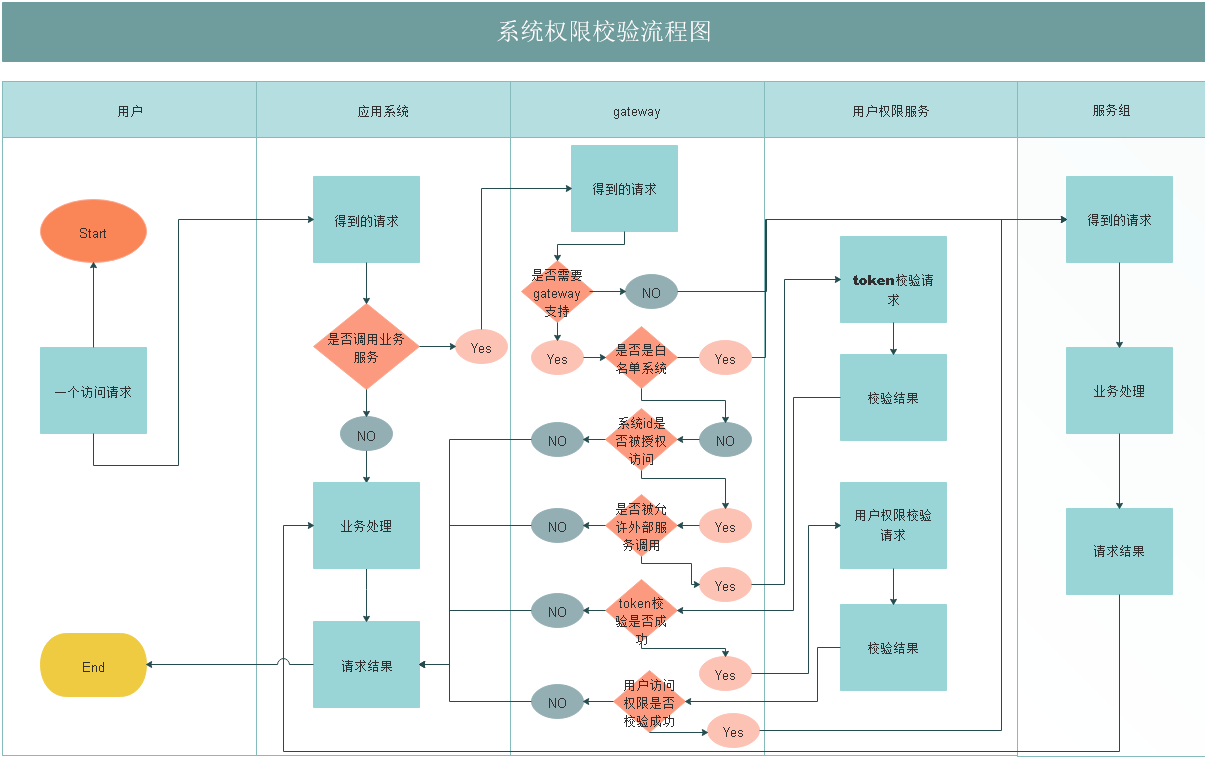 系统权限校验流程图
用户
应用系统
gateway
用户权限服务
服务组
Start
一个访问请求
End
得到的请求
是否调用业务
服务
Yes
NO
业务处理
请求结果
得到的请求
是否需要
gateway
支持
NO
Yes
是否是白
名单系统
Yes
NO
系统id是
否被授权
访问
NO
Yes
是否被允
许外部服
务调用
NO
Yes
token校
验是否成
功
NO
Yes
用户访问
权限是否
校验成功
NO
Yes
token校验请
求
校验结果
用户权限校验
请求
校验结果
得到的请求
业务处理
请求结果